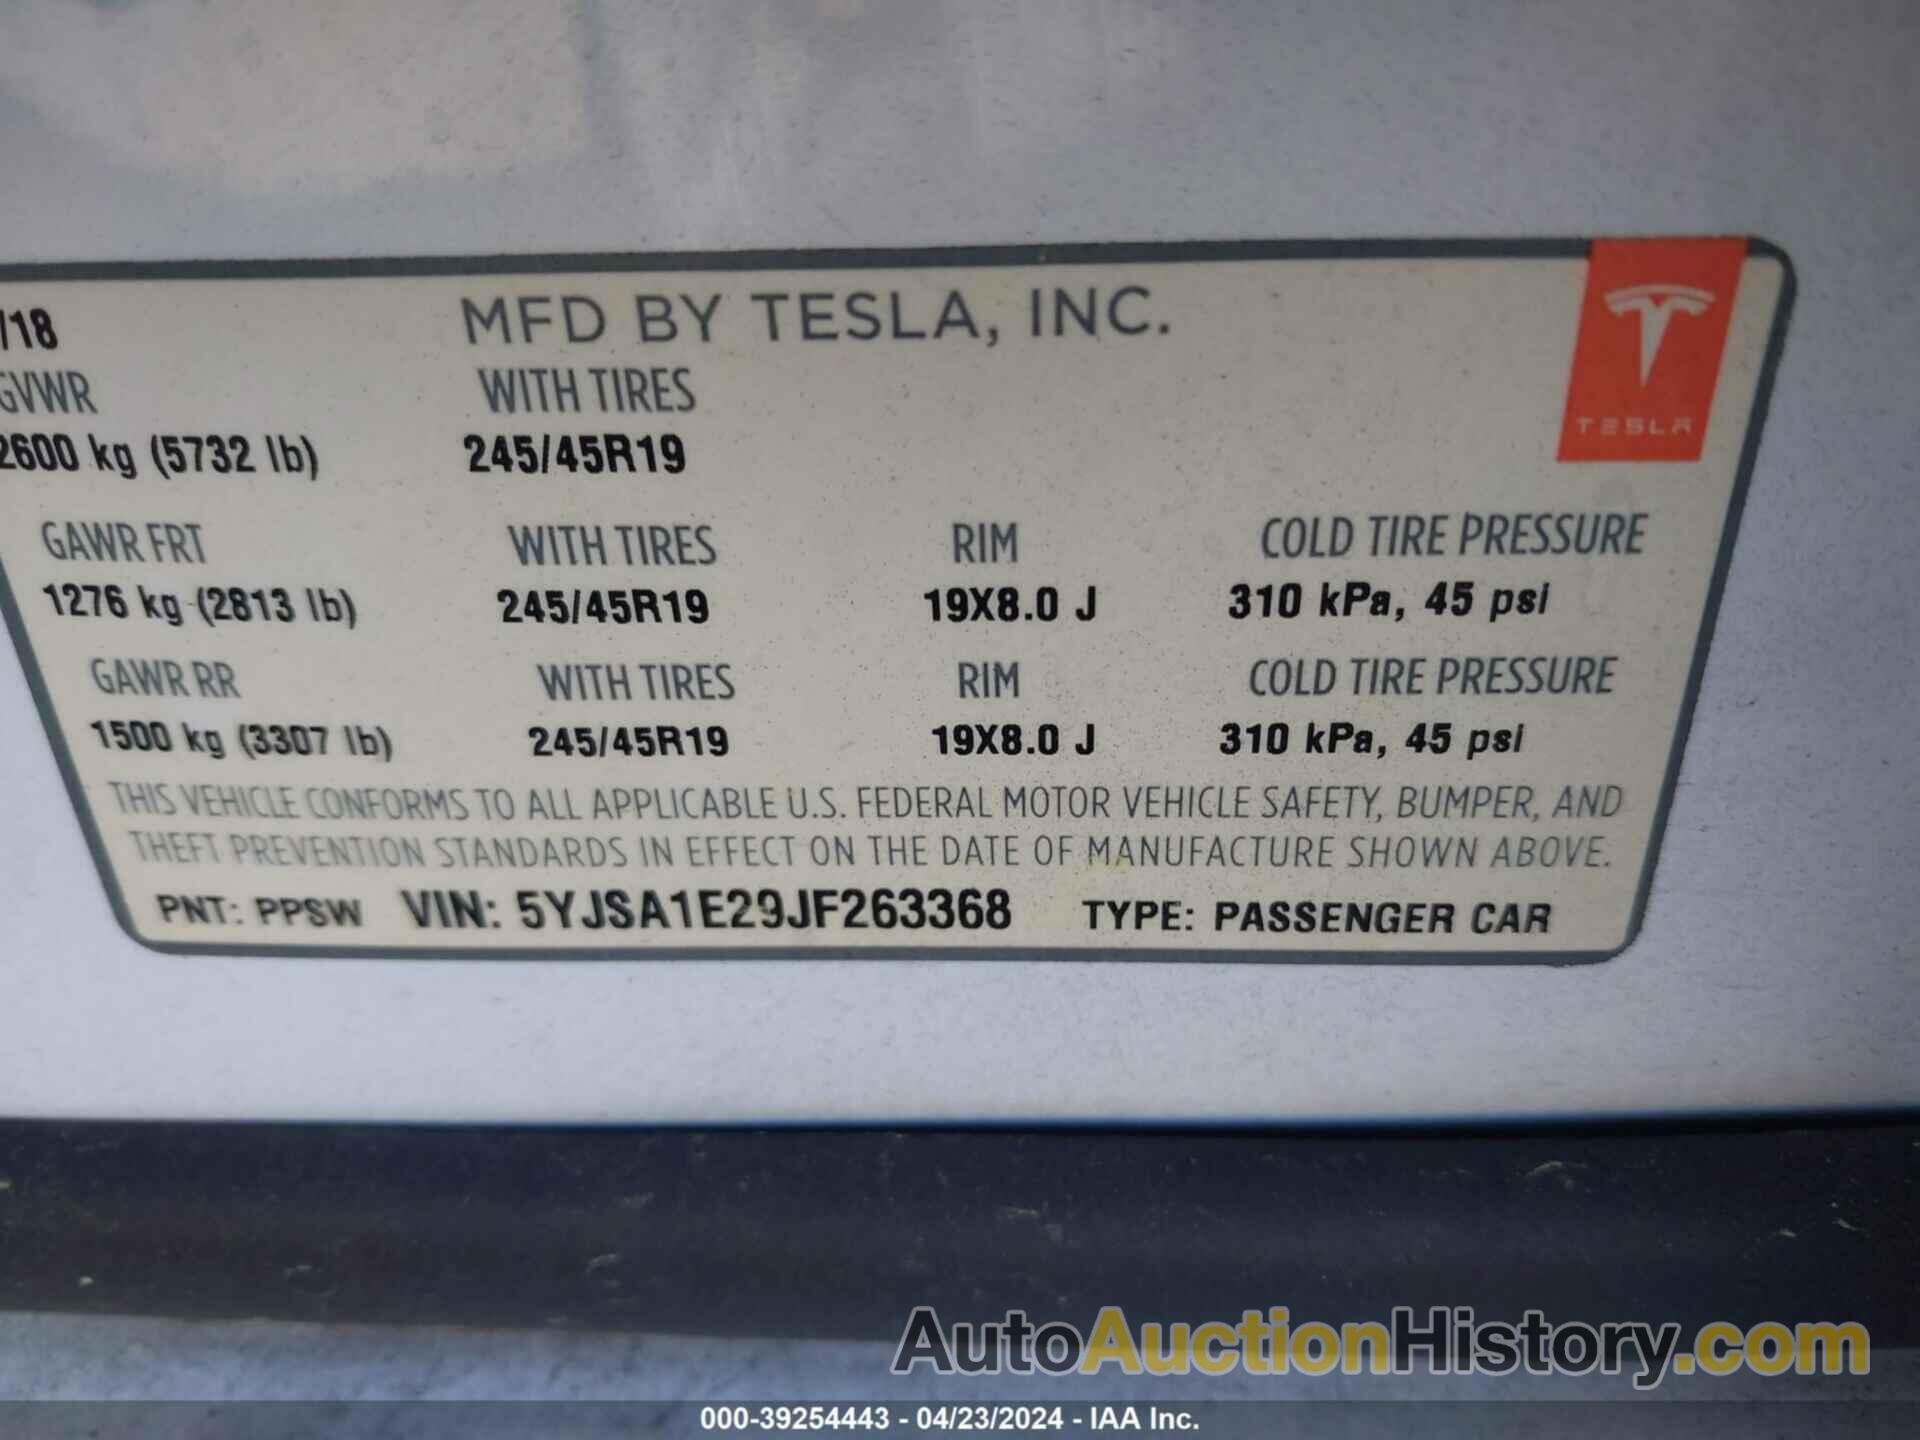 /18 MFD BY TESLA, INC.
GVWR WITH TIRES
2600 kg (5732 lb) 245/45R19
TESLA
GAWR FRT WITH TIRES RIM COLD TIRE PRESSURE
1276 kg (2813 lb) 245/45R19 19X8.0 J 310 kPa, 45 psi
GAWR RR WITH TIRES RIM COLD TIRE PRESSURE
1500 kg (3307 lb) 245/45R19 19X8.0 J 310 kPa, 45 psi
THIS VEHICLE CONFORMS TO ALL APPLICABLE U.S. FEDERAL MOTOR VEHICLE SAFETY, BUMPER, AND
THEFT PREVENTION STANDARDS IN EFFECT ON THE DATE OF MANUFACTURE SHOWN ABOVE.
PNT: PPSW VIN: 5YJSA1E29JF263368 TYPE: PASSENGER CAR
AutoAuctionHistory.com
000-39254443 - 04/23/2024 - IAA Inc.